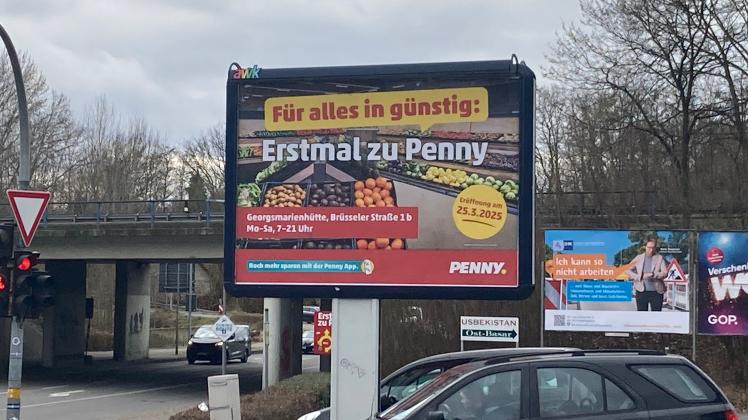 awk
Für alles in günstig:
Erstmal zu Penny
Eröffnung am
25.3.2025
Georgsmarienhütte, Brüsseler Straße 1 b
Mo-Sa, 7–21 Uhr
Noch mehr sparen mit der Penny App.
PENNY.
IHK
Ich kann so
nicht arbeiten
GOP.
USBEKISTAN
Ost-Basar